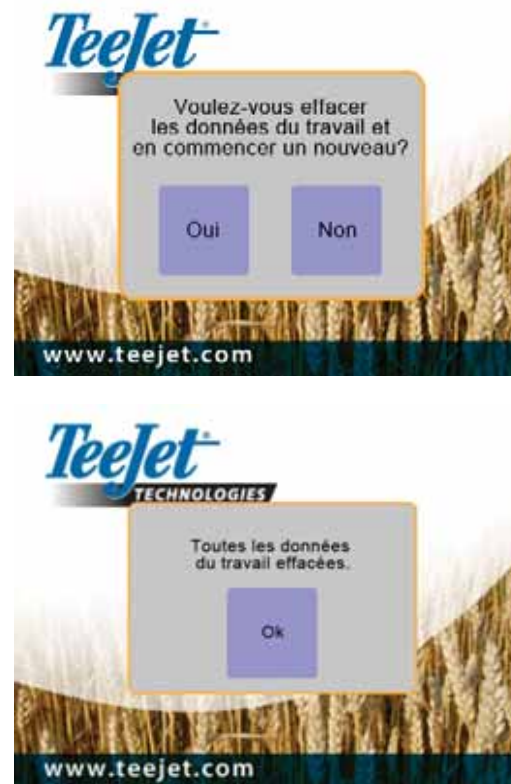 TeeJet
Voulez-vous effacer
les données du travail et
en commencer un nouveau?
Oui Non
www.teejet.com
TeeJet
TECHNOLOGIES
Toutes les données
du travail effacées.
Ok
www.teejet.com